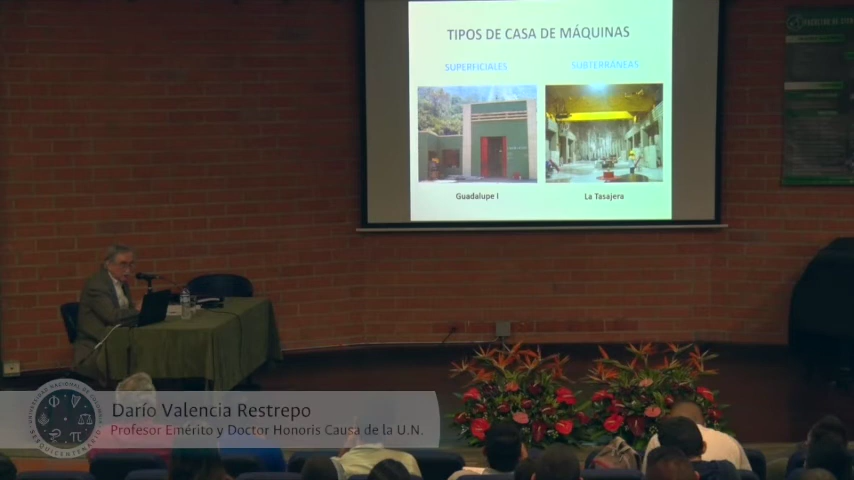 TIPOS DE CASA DE MÁQUINAS
SUPERFICIALES
SUBTERRÁNEAS
Guadalupe I
La Tasajera
Darío Valencia Restrepo
Profesor Emérito y Doctor Honoris Causa de la U.N.